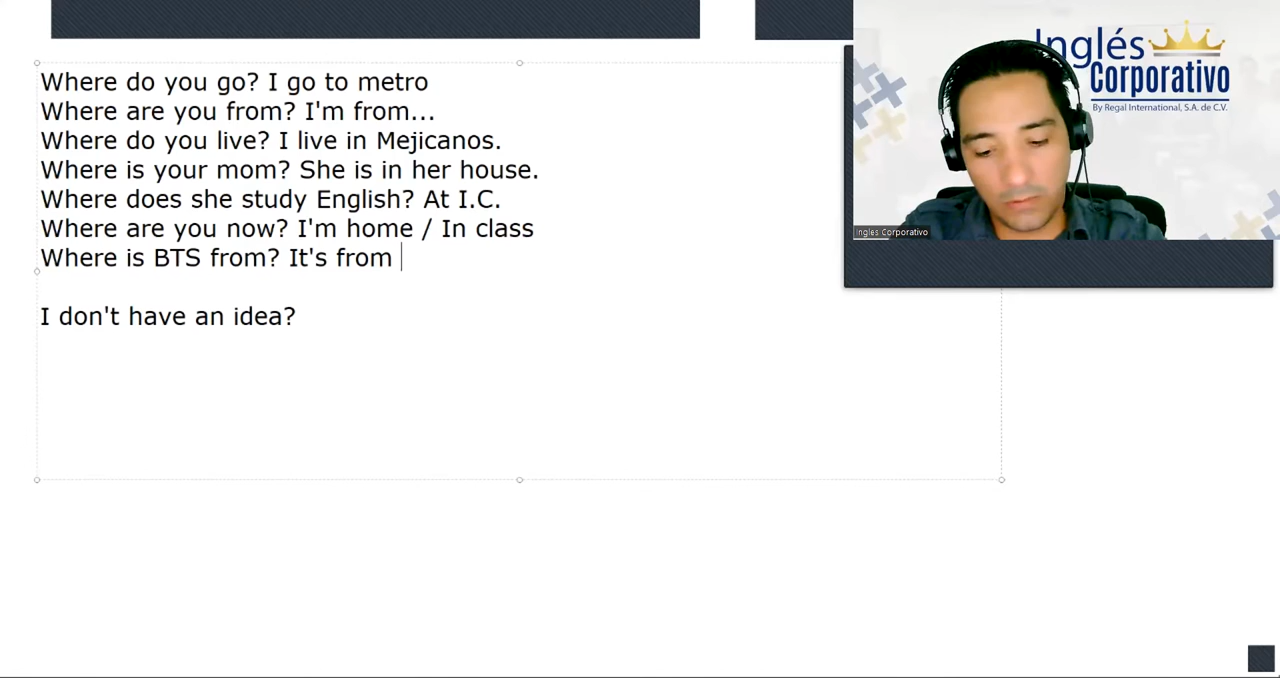 Where do you go? I go to metro
Where are you from? I'm from...
Where do you live? I live in Mejicanos.
Where is your mom? She is in her house.
Where does she study English? At I.C.
Where are you now? I'm home / In class
Where is BTS from? It's from
I don't have an idea?
Inglés
Corporativo
By Regal International, S.A. de C.V.
Inglés Corporativo